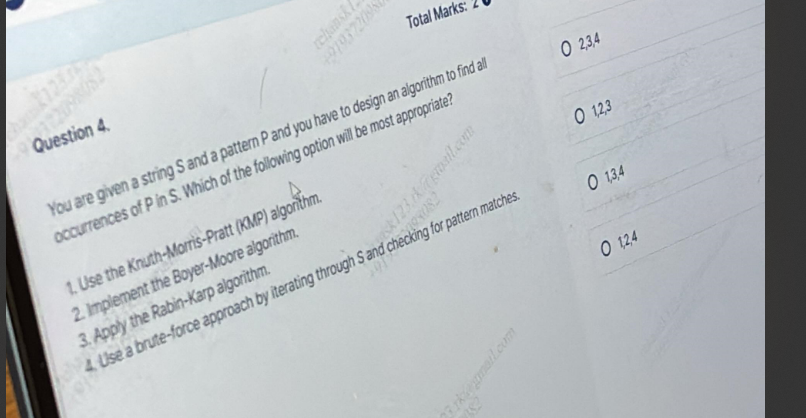 Total Marks:
Question 4.
You are given a string S and a pattern P and you have to design an algorithm to find all
occurrences of P in S. Which of the following option will be most appropriate?
1. Use the Knuth-Morris-Pratt (KMP) algorithm.
2. Implement the Boyer-Moore algorithm.
3. Apply the Rabin-Karp algorithm.
4. Use a brute-force approach by iterating through S and checking for pattern matches.
2,3,4
1,2,3
1,3,4
1,2,4